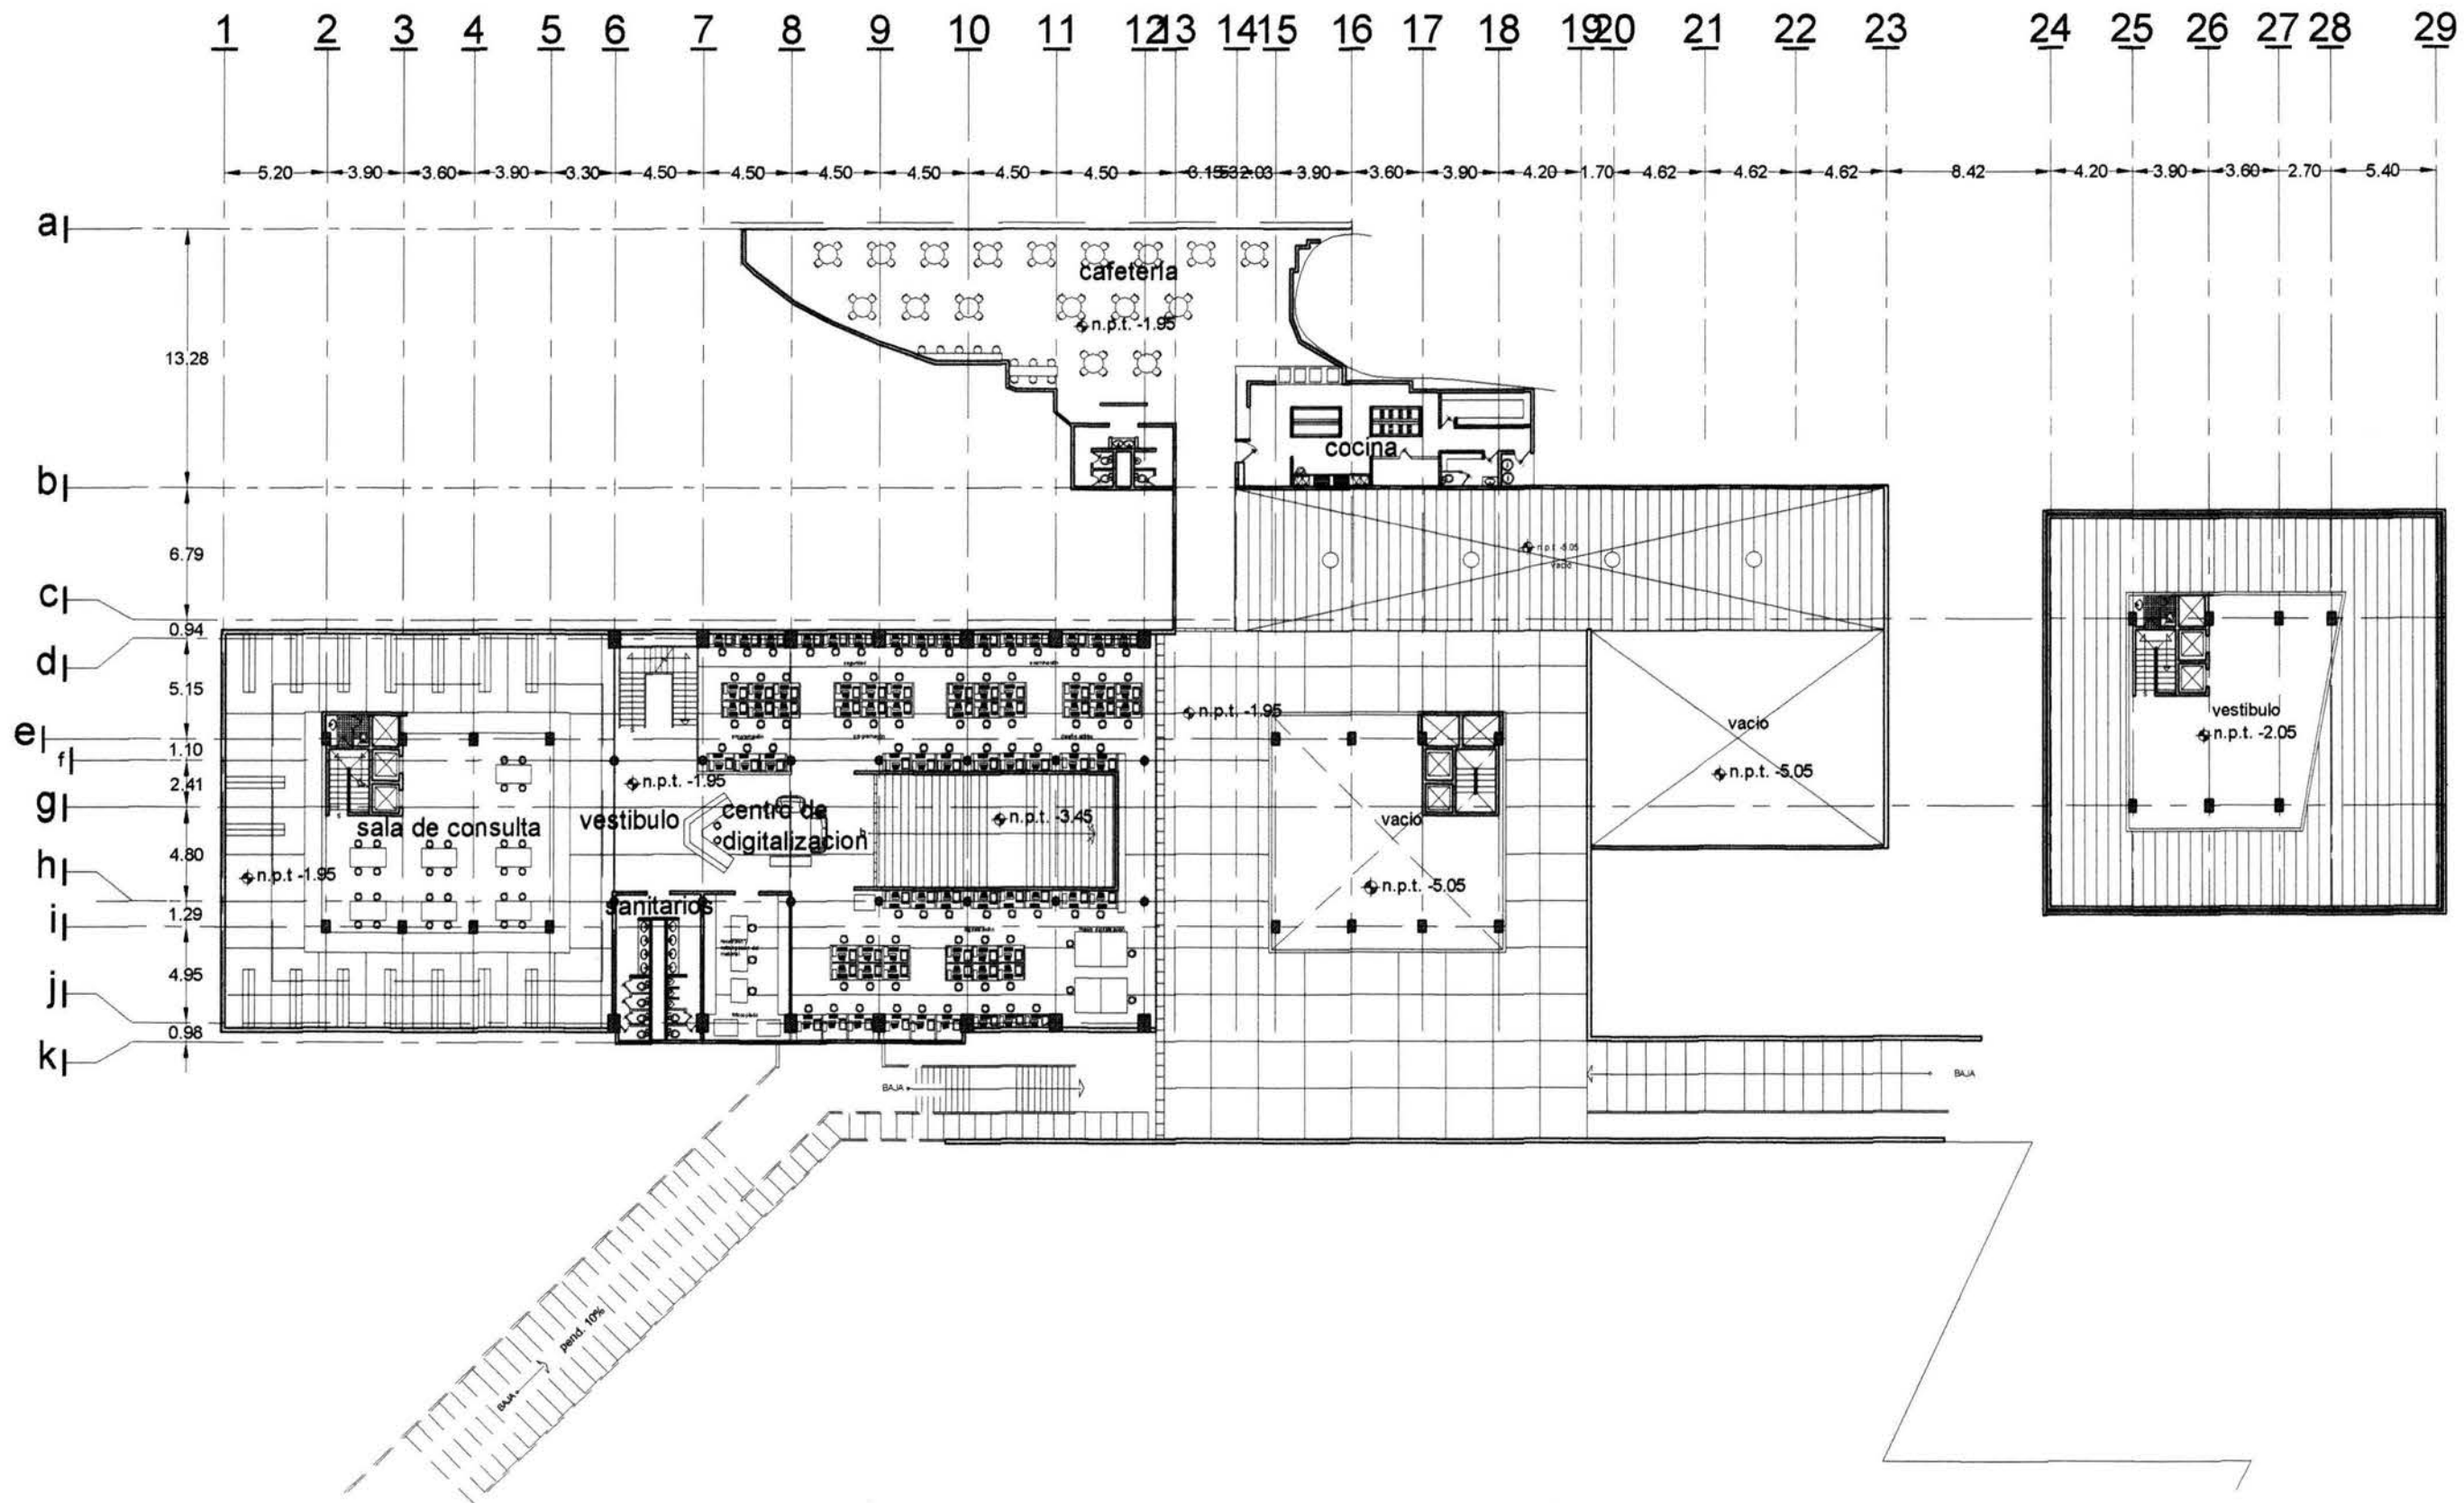 1 2 3 4 5 6 7 8 9 10 11 12 13 14 15 16 17 18 19 20 21 22 23 24 25 26 27 28 29
5.20 3.90 3.60 3.90 3.30 4.50 4.50 4.50 4.50 4.50 4.50 2.03 3.90 3.60 3.90 4.20 1.70 4.62 4.62 4.62 8.42 4.20 3.90 3.60 2.70 5.40
a
cafeteria
n.p.t. -1.95
13.28
cocina
b
6.79
n.p.t. -5.05
vacio
c
0.94
d
5.15
n.p.t. -1.95
vestibulo
n.p.t. -2.05
vacio
e
1.10
f
n.p.t. -5.05
2.41
n.p.t. -1.95
g
centro de
digitalizacion
n.p.t. -3.45
vestibulo
sala de consulta
vacio
4.80
h
n.p.t -1.95
n.p.t. -5.05
sanitarios
1.29
i
4.95
j
0.98
k
BAJA
BAJA
pend. 10%
BAJA